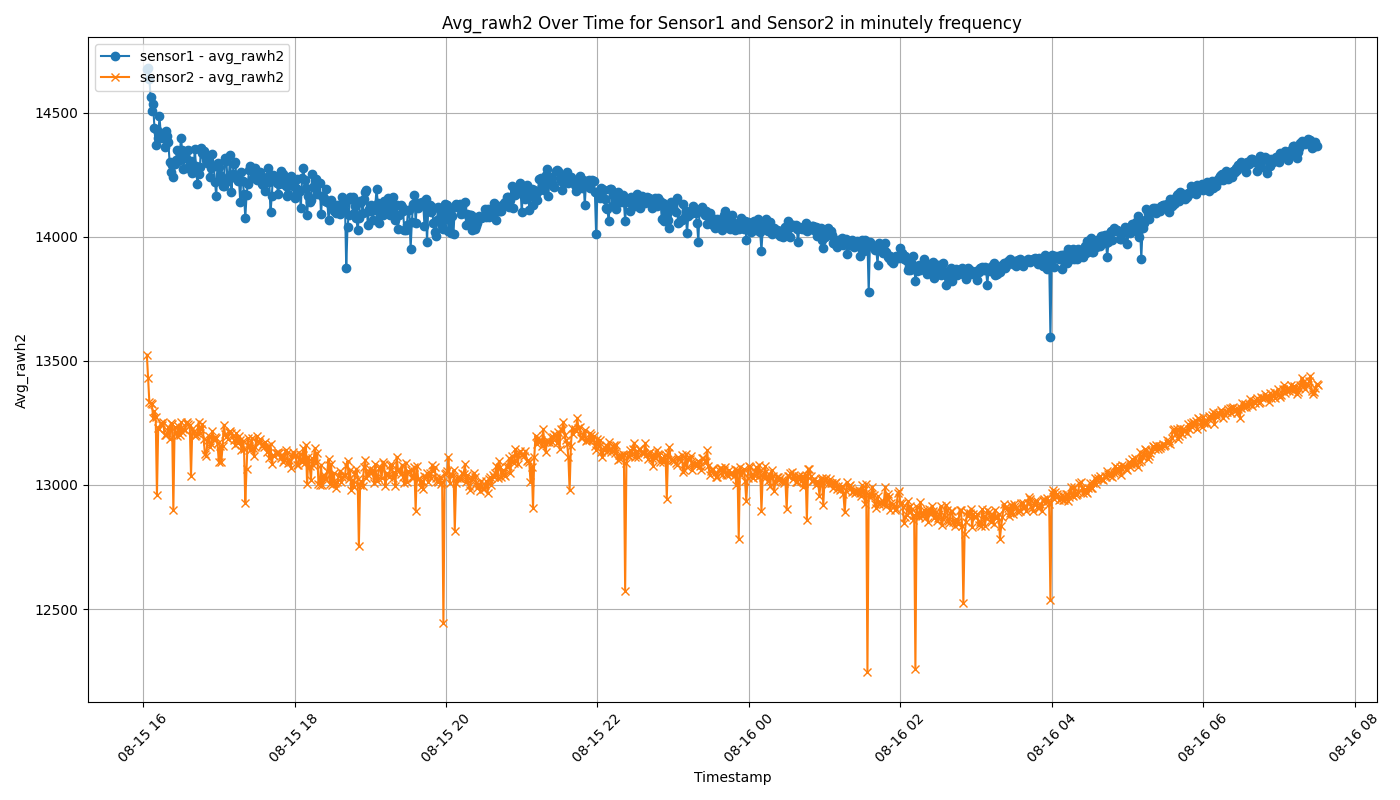 Avg_rawh2 Over Time for Sensor1 and Sensor2 in minutely frequency
sensor1 - avg_rawh2
sensor2 - avg_rawh2
14500
14000
13500
13000
12500
Avg_rawh2
08-15 16
08-15 18
08-15 20
08-15 22
08-16 00
08-16 02
08-16 04
08-16 06
08-16 08
Timestamp